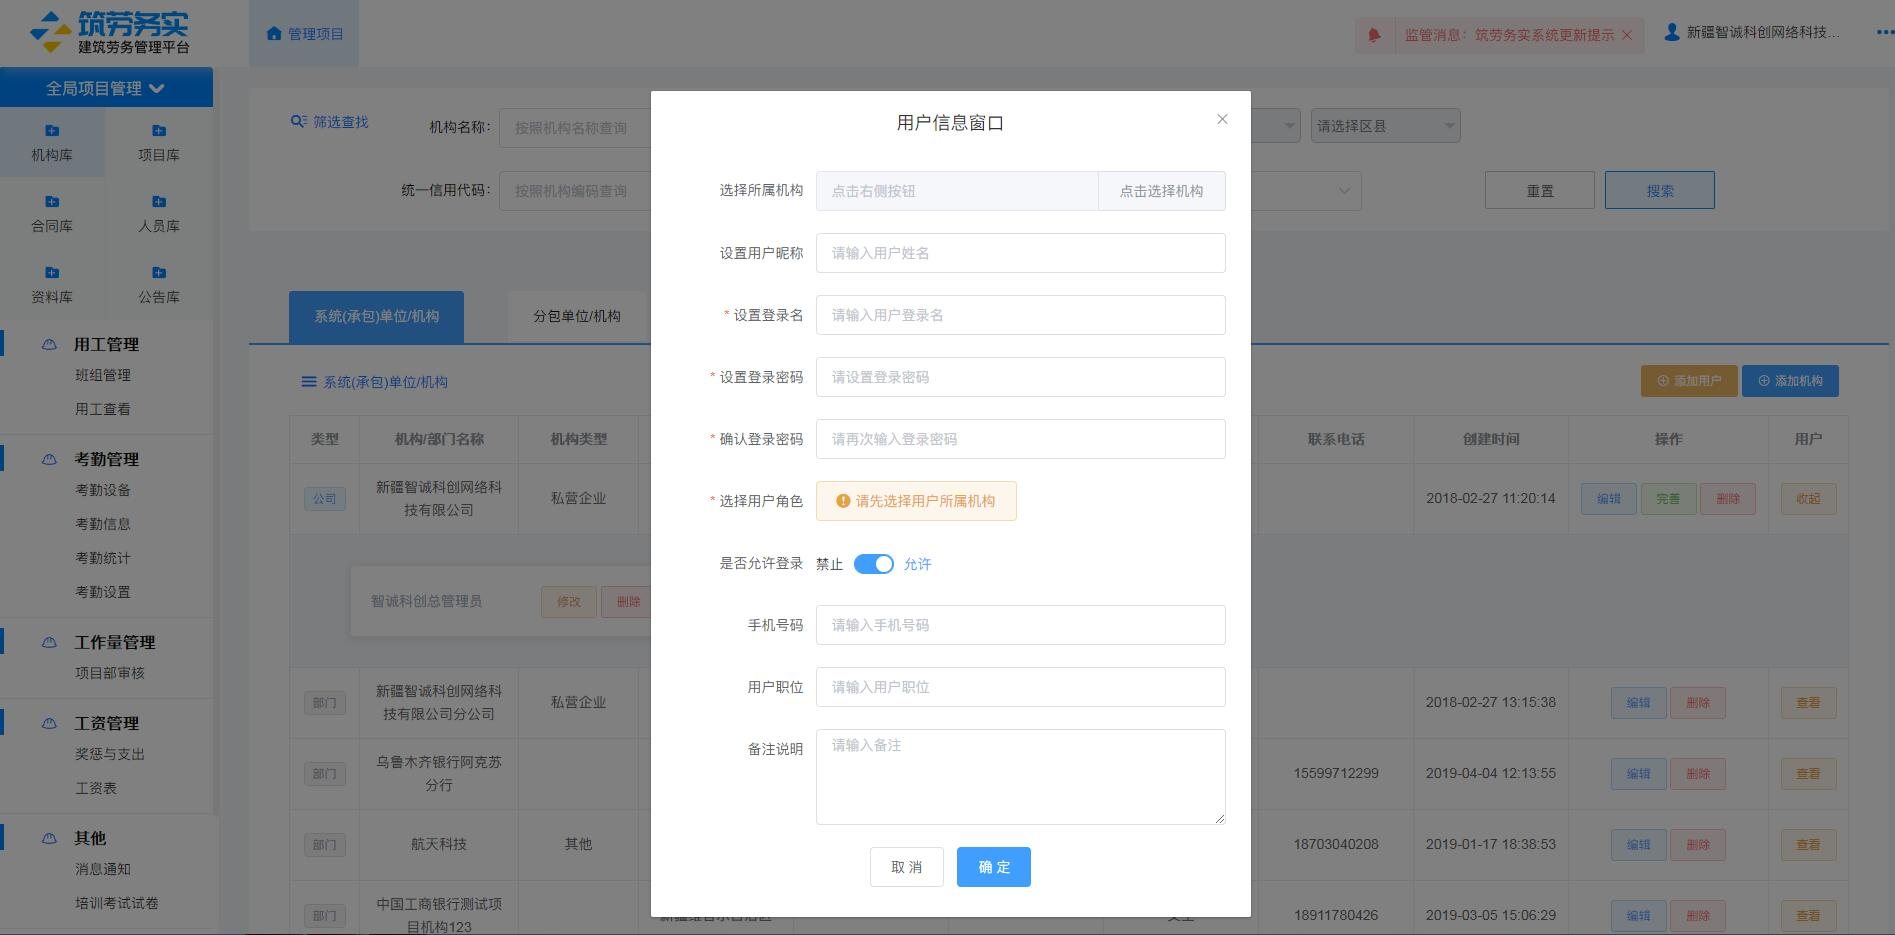 筑劳务实
建筑劳务管理平台
管理项目
监管消息：筑劳务实系统更新提示
新疆智诚科创网络科技...
全局项目管理
机构库
项目库
合同库
人员库
资料库
公告库
用工管理
班组管理
用工查看
考勤管理
考勤设备
考勤信息
考勤统计
考勤设置
工作量管理
项目部审核
工资管理
奖惩与支出
工资表
其他
消息通知
培训考试试卷
筛选查找
机构名称：
按照机构名称查询
请选择区县
统一信用代码：
按照机构编码查询
重置
搜索
系统(承包)单位/机构
分包单位/机构
系统(承包)单位/机构
添加用户
添加机构
类型
机构/部门名称
机构类型
联系电话
创建时间
操作
用户
公司
新疆智诚科创网络科
技有限公司
私营企业
2018-02-27 11:20:14
编辑
完善
删除
收起
智诚科创总管理员
修改
删除
部门
新疆智诚科创网络科
技有限公司分公司
私营企业
2018-02-27 13:15:38
编辑
删除
查看
部门
乌鲁木齐银行阿克苏
分行
15599712299
2019-04-04 12:13:55
编辑
删除
查看
部门
航天科技
其他
18703040208
2019-01-17 18:38:53
编辑
删除
查看
部门
中国工商银行测试项
目机构123
18911780426
2019-03-05 15:06:29
编辑
删除
查看
用户信息窗口
选择所属机构
点击右侧按钮
点击选择机构
设置用户昵称
请输入用户姓名
* 设置登录名
请输入用户登录名
* 设置登录密码
请设置登录密码
* 确认登录密码
请再次输入登录密码
* 选择用户角色
请先选择用户所属机构
是否允许登录
禁止
允许
手机号码
请输入手机号码
用户职位
请输入用户职位
备注说明
请输入备注
取 消
确 定